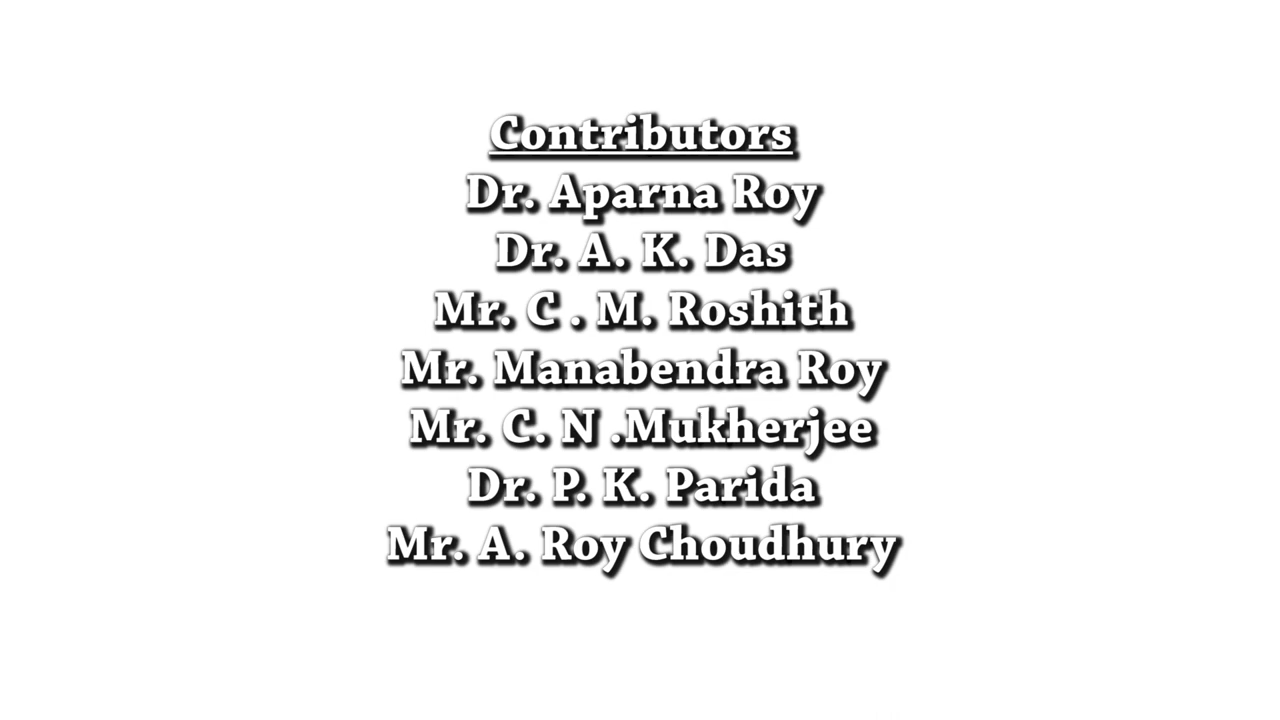 Contributors
Dr. Aparna Roy
Dr. A. K. Das
Mr. C . M. Roshith
Mr. Manabendra Roy
Mr. C. N .Mukherjee
Dr. P. K. Parida
Mr. A. Roy Choudhury